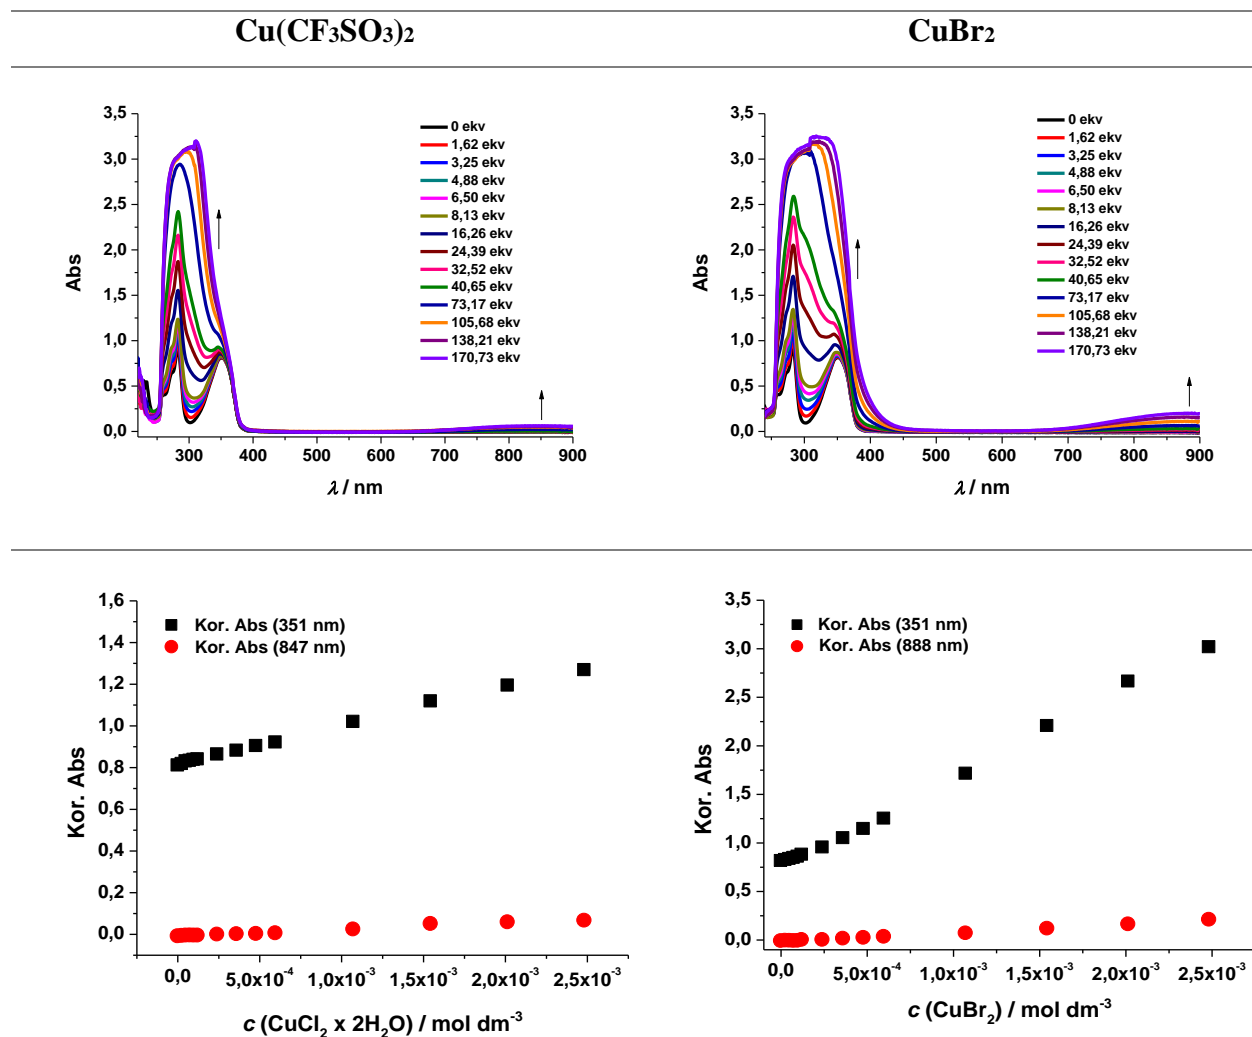 Cu(CF₃SO₃)₂
CuBr₂
3,5
3,0
2,5
2,0
1,5
1,0
0,5
0,0
Abs
300 400 500 600 700 800 900
λ / nm
0 ekv
1,62 ekv
3,25 ekv
4,88 ekv
6,50 ekv
8,13 ekv
16,26 ekv
24,39 ekv
32,52 ekv
40,65 ekv
73,17 ekv
105,68 ekv
138,21 ekv
170,73 ekv
3,5
3,0
2,5
2,0
1,5
1,0
0,5
0,0
Abs
300 400 500 600 700 800 900
λ / nm
0 ekv
1,62 ekv
3,25 ekv
4,88 ekv
6,50 ekv
8,13 ekv
16,26 ekv
24,39 ekv
32,52 ekv
40,65 ekv
73,17 ekv
105,68 ekv
138,21 ekv
170,73 ekv
1,6
1,4
1,2
1,0
0,8
0,6
0,4
0,2
0,0
Kor. Abs
Kor. Abs (351 nm)
Kor. Abs (847 nm)
0,0 5,0x10⁻⁴ 1,0x10⁻³ 1,5x10⁻³ 2,0x10⁻³ 2,5x10⁻³
c (CuCl₂ x 2H₂O) / mol dm⁻³
3,5
3,0
2,5
2,0
1,5
1,0
0,5
0,0
Kor. Abs
Kor. Abs (351 nm)
Kor. Abs (888 nm)
0,0 5,0x10⁻⁴ 1,0x10⁻³ 1,5x10⁻³ 2,0x10⁻³ 2,5x10⁻³
c (CuBr₂) / mol dm⁻³